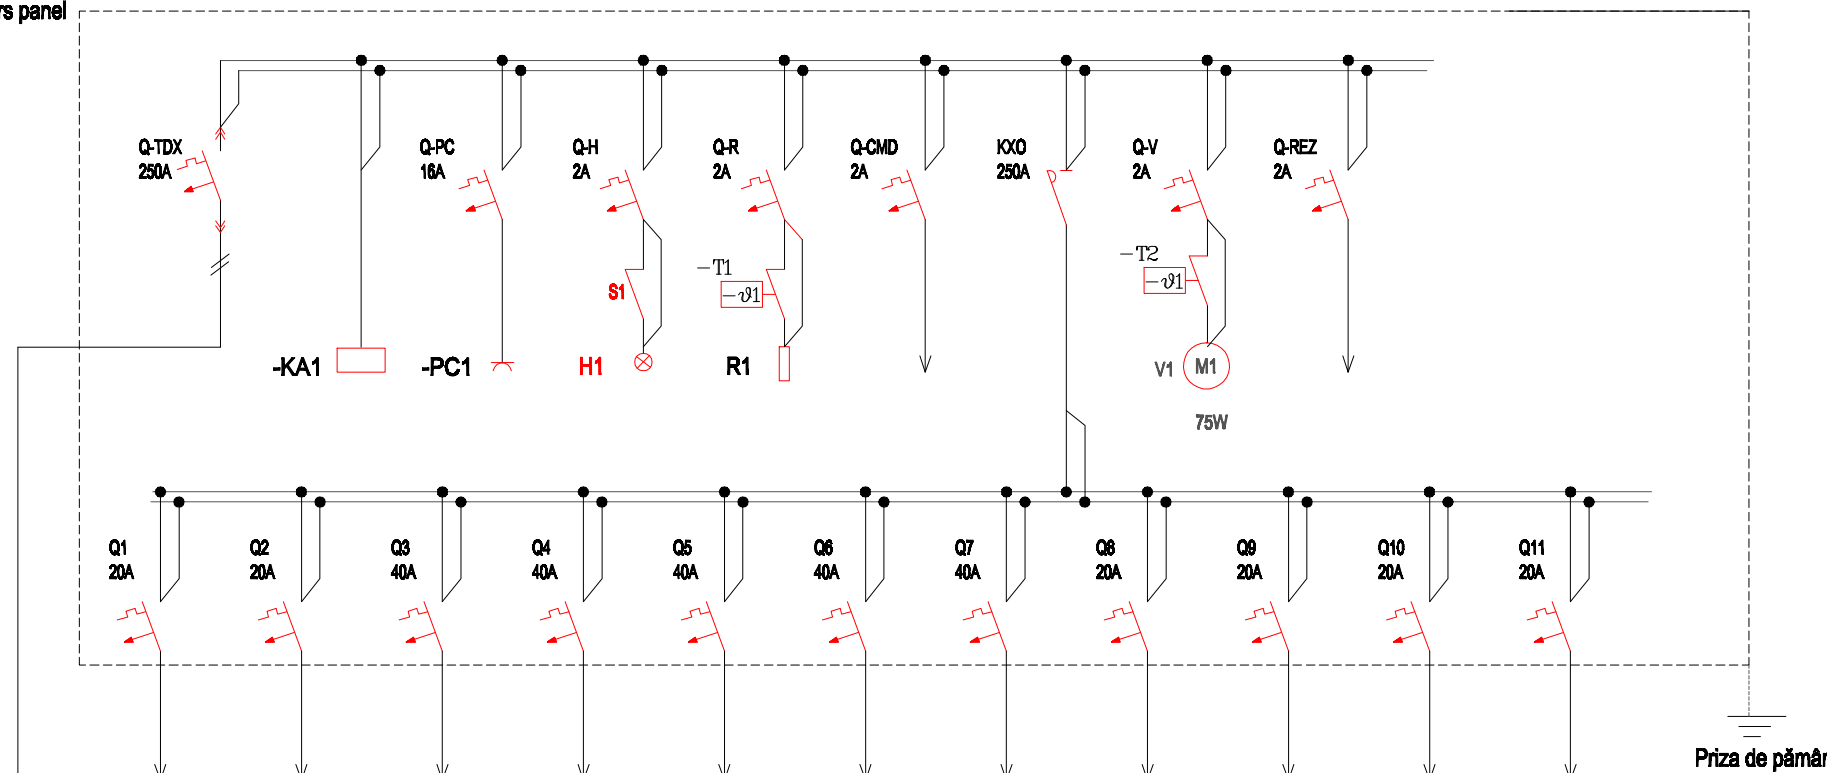 rs panel
Q-TDX
250A
Q-PC
16A
Q-H
2A
Q-R
2A
Q-CMD
2A
KXO
250A
Q-V
2A
Q-REZ
2A
-T1
-ϑ1
S1
-T2
-ϑ1
-KA1
-PC1
H1
R1
V1
M1
75W
Q1
20A
Q2
20A
Q3
40A
Q4
40A
Q5
40A
Q6
40A
Q7
40A
Q8
20A
Q9
20A
Q10
20A
Q11
20A
Priza de pămân